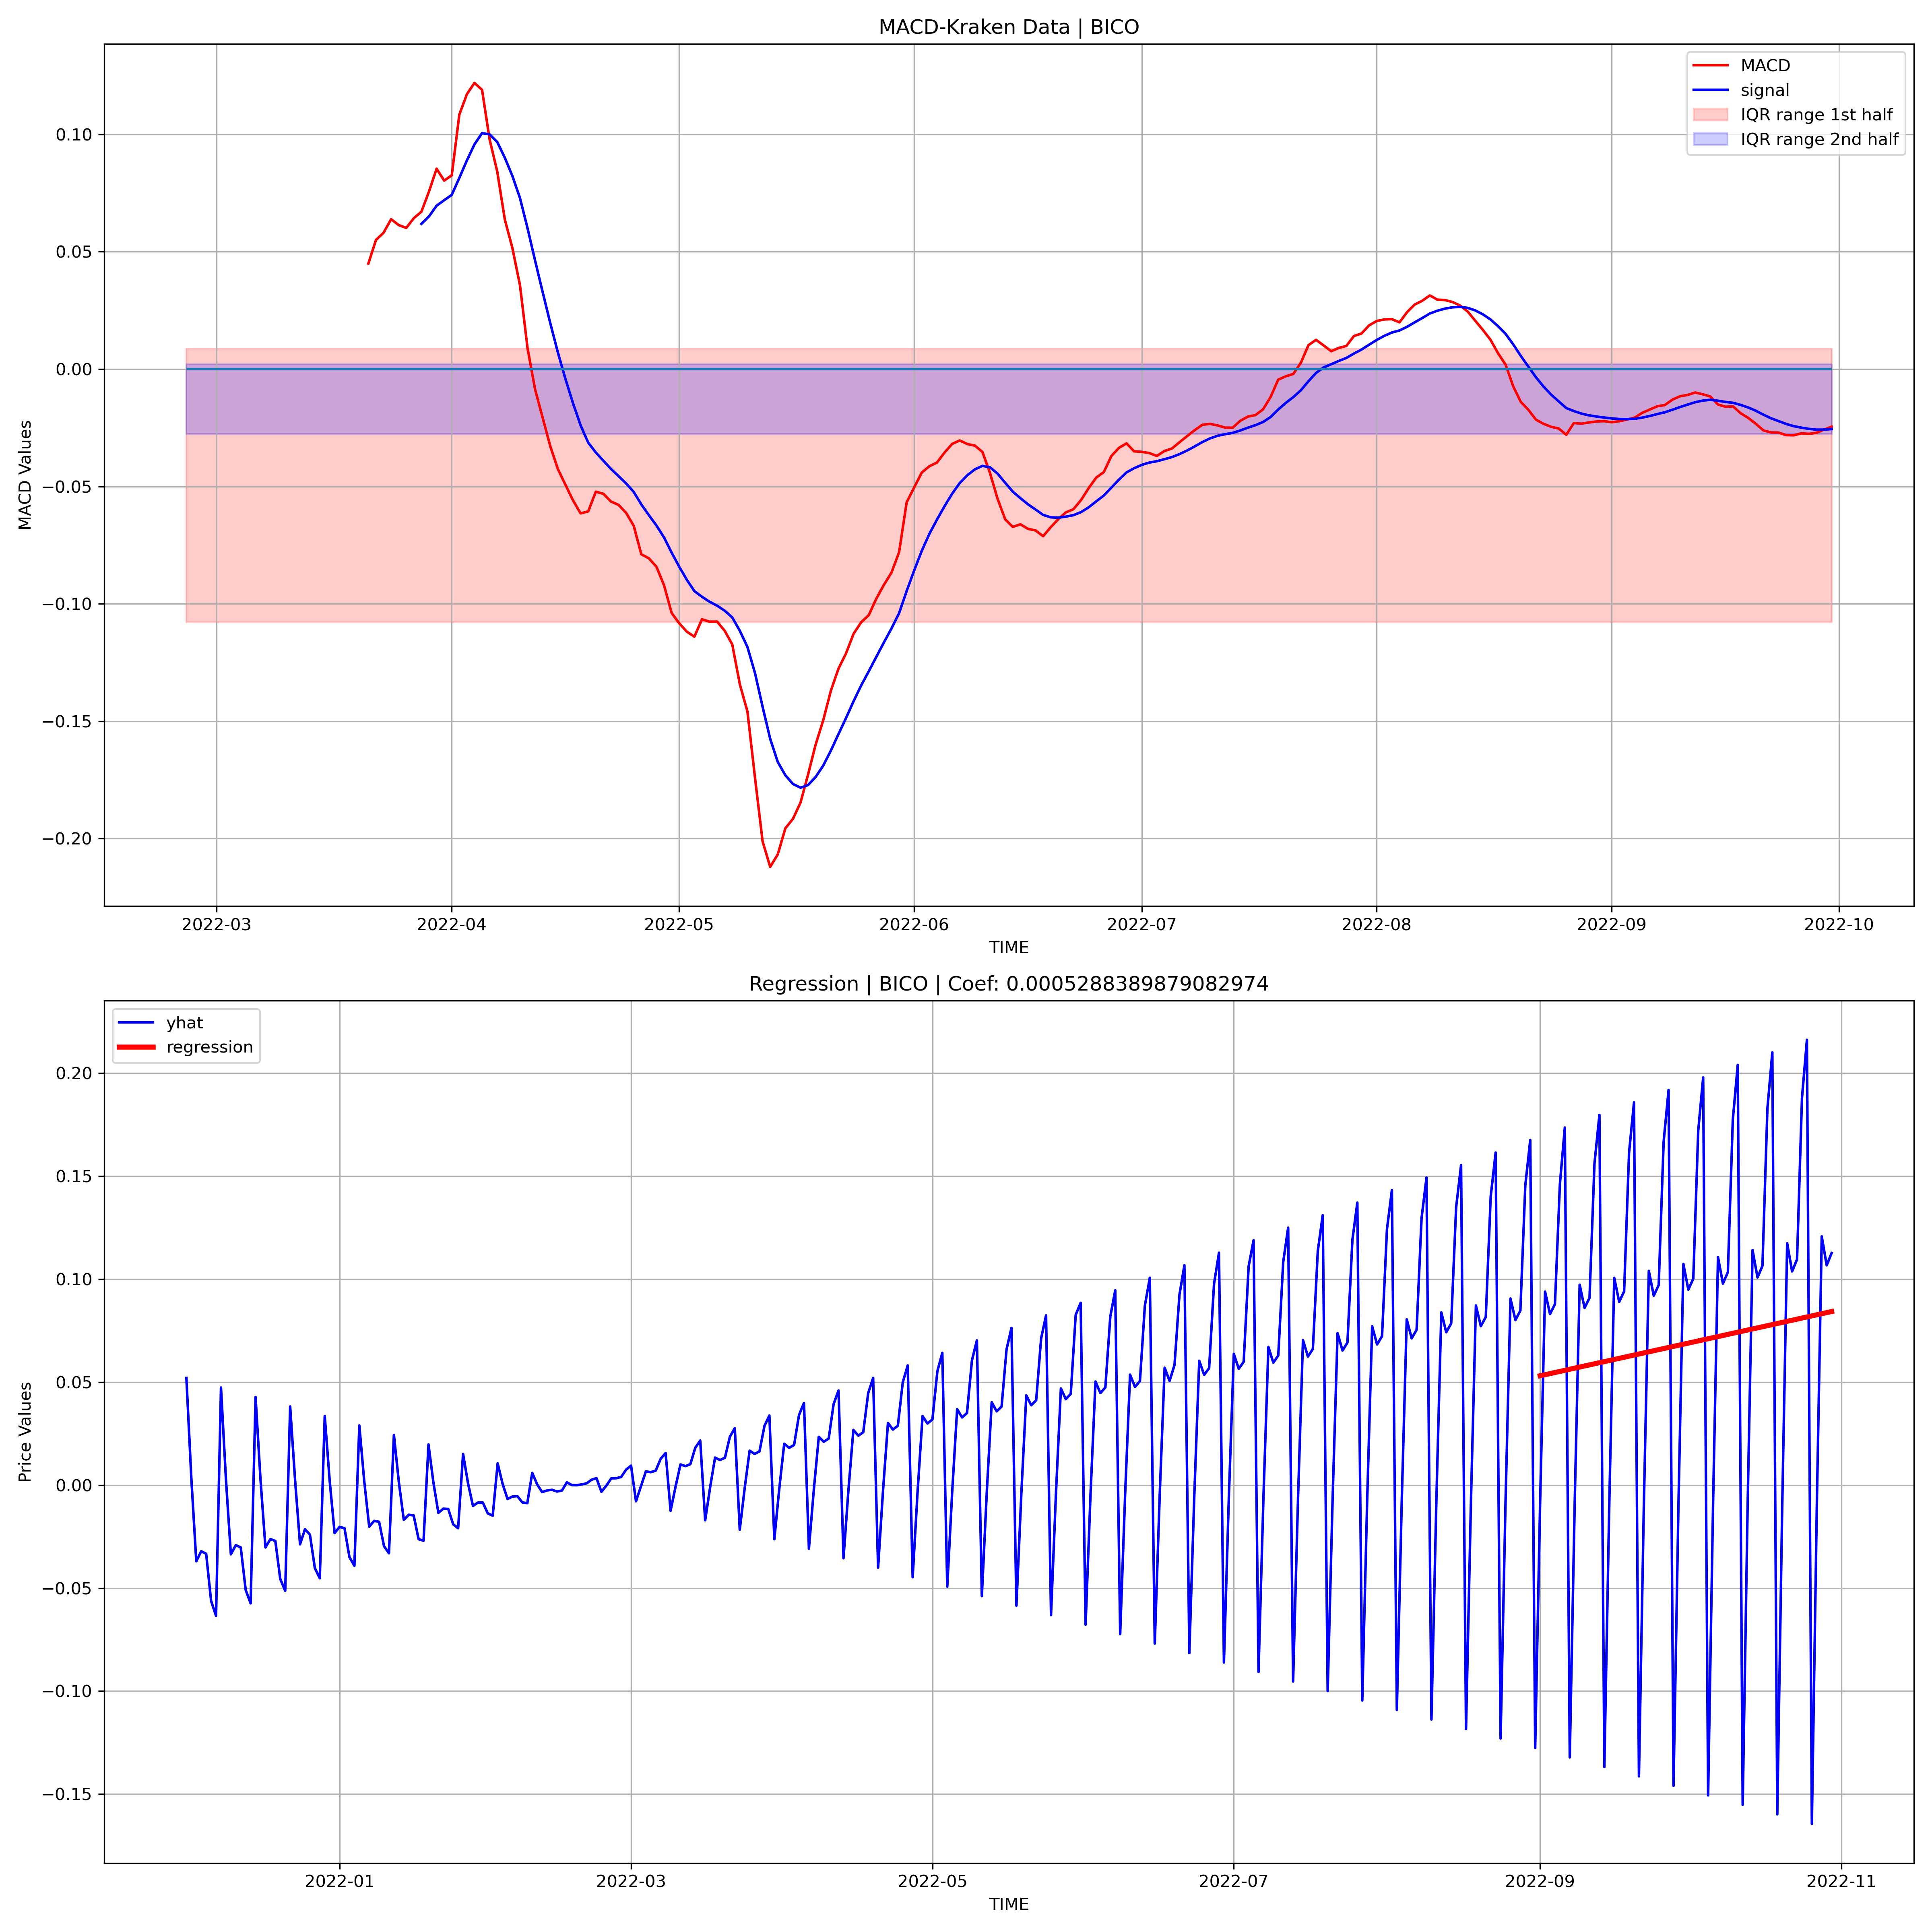 MACD-Kraken Data | BICO
MACD
signal
IQR range 1st half
IQR range 2nd half
MACD Values
0.10
0.05
0.00
−0.05
−0.10
−0.15
−0.20
2022-03 2022-04 2022-05 2022-06 2022-07 2022-08 2022-09 2022-10
TIME
Regression | BICO | Coef: 0.0005288389879082974
yhat
regression
Price Values
0.20
0.15
0.10
0.05
0.00
−0.05
−0.10
−0.15
2022-01 2022-03 2022-05 2022-07 2022-09 2022-11
TIME